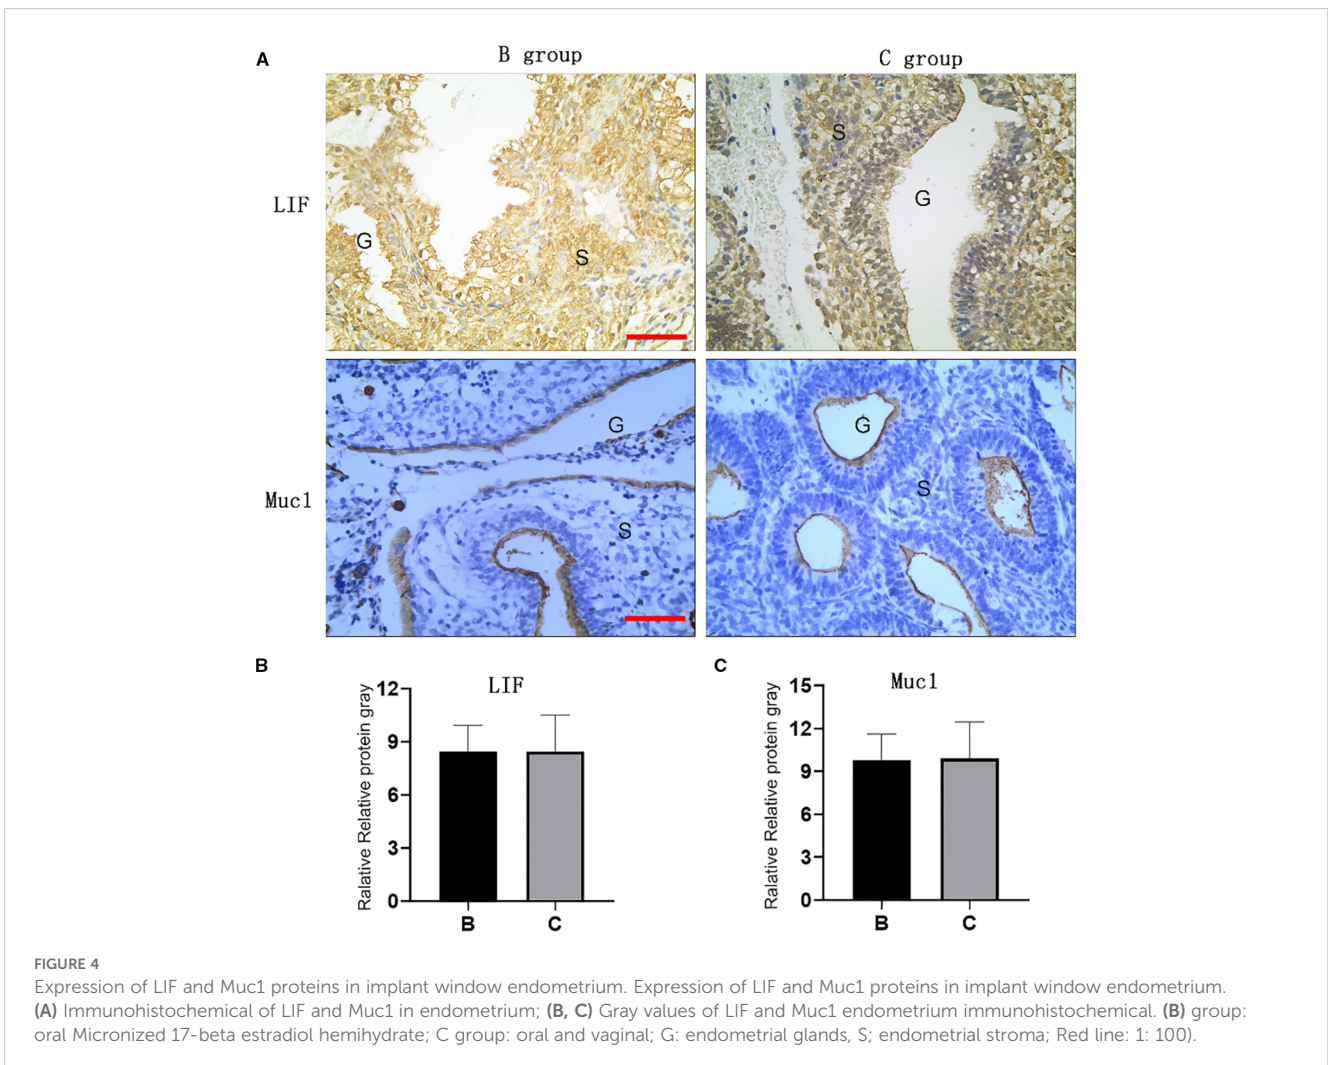 A
B group
C group
LIF
G
S
S
G
Muc1
G
S
G
S
B
LIF
Ralative Relative protein gray
12
9
6
3
0
B
C
C
Muc1
Ralative Relative protein gray
15
12
9
6
3
0
B
C
FIGURE 4
Expression of LIF and Muc1 proteins in implant window endometrium. Expression of LIF and Muc1 proteins in implant window endometrium.
(A) Immunohistochemical of LIF and Muc1 in endometrium; (B, C) Gray values of LIF and Muc1 endometrium immunohistochemical. (B) group:
oral Micronized 17-beta estradiol hemihydrate; C group: oral and vaginal; G: endometrial glands, S; endometrial stroma; Red line: 1: 100).